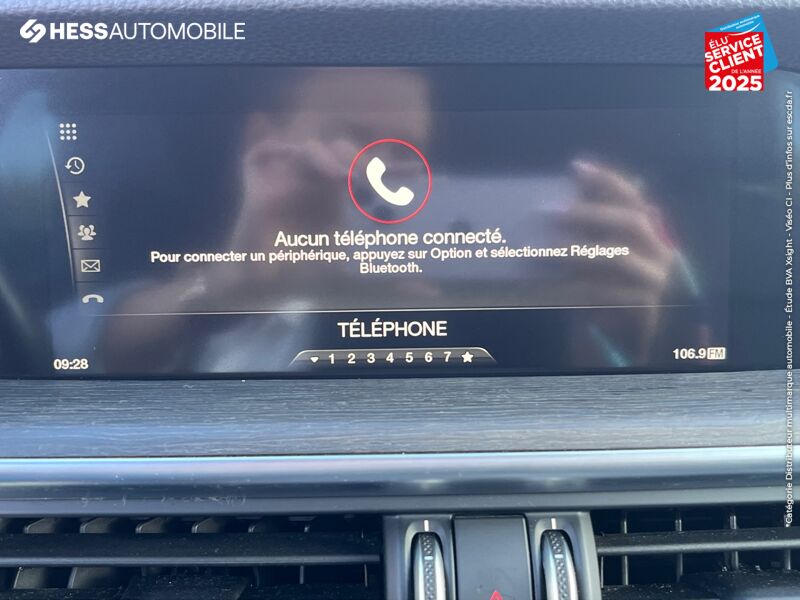 HESSAUTOMOBILE
ÉLU
SERVICE
CLIENT
DE L'ANNÉE
2025
Aucun téléphone connecté.
Pour connecter un périphérique, appuyez sur Option et sélectionnez Réglages
Bluetooth.
TÉLÉPHONE
09:28
1 2 3 4 5 6 7
106.9 FM
*Catégorie Distributeur multimarque automobile - Étude BVA Xsight - Viséo CI - Plus d'infos sur escda.fr